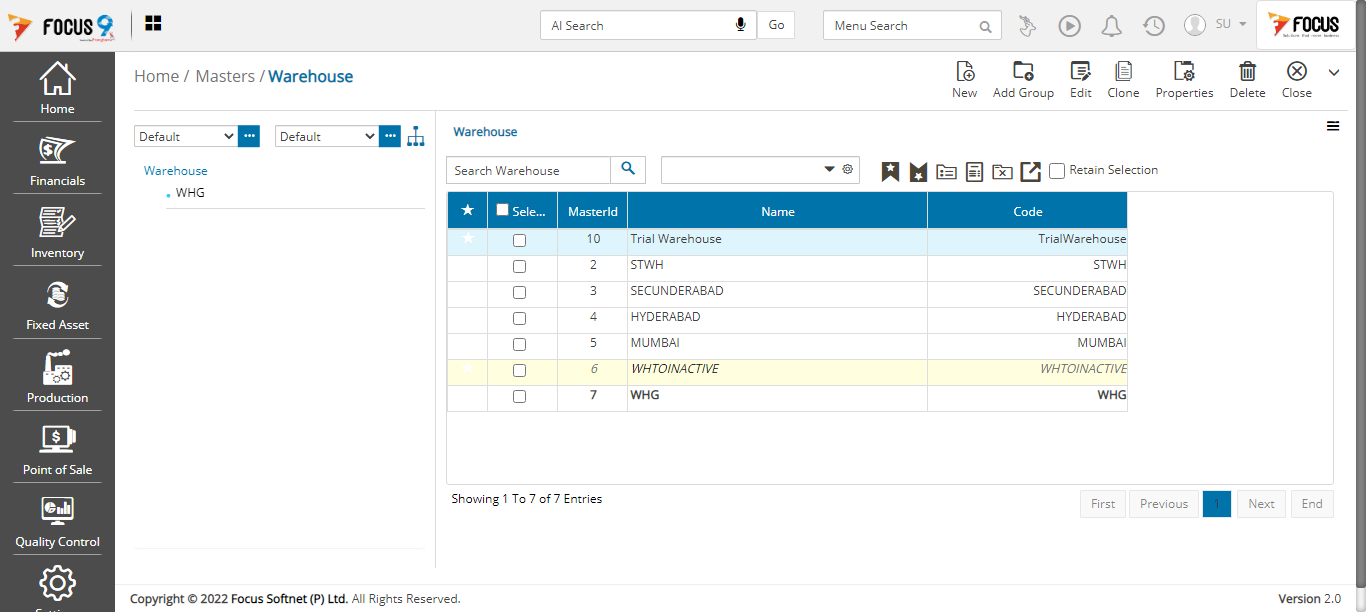 FOCUS 9
AI Search
Go
Menu Search
SU
FOCUS
Home
Financials
Inventory
Fixed Asset
Production
Point of Sale
Quality Control
Home / Masters / Warehouse
New
Add Group
Edit
Clone
Properties
Delete
Close
Default
Default
Warehouse
WHG
Warehouse
Search Warehouse
Retain Selection
Sele... MasterId Name Code
10 Trial Warehouse TrialWarehouse
2 STWH STWH
3 SECUNDERABAD SECUNDERABAD
4 HYDERABAD HYDERABAD
5 MUMBAI MUMBAI
6 WHTOINACTIVE WHTOINACTIVE
7 WHG WHG
Showing 1 To 7 of 7 Entries
First
Previous
1
Next
End
Copyright © 2022 Focus Softnet (P) Ltd. All Rights Reserved.
Version 2.0